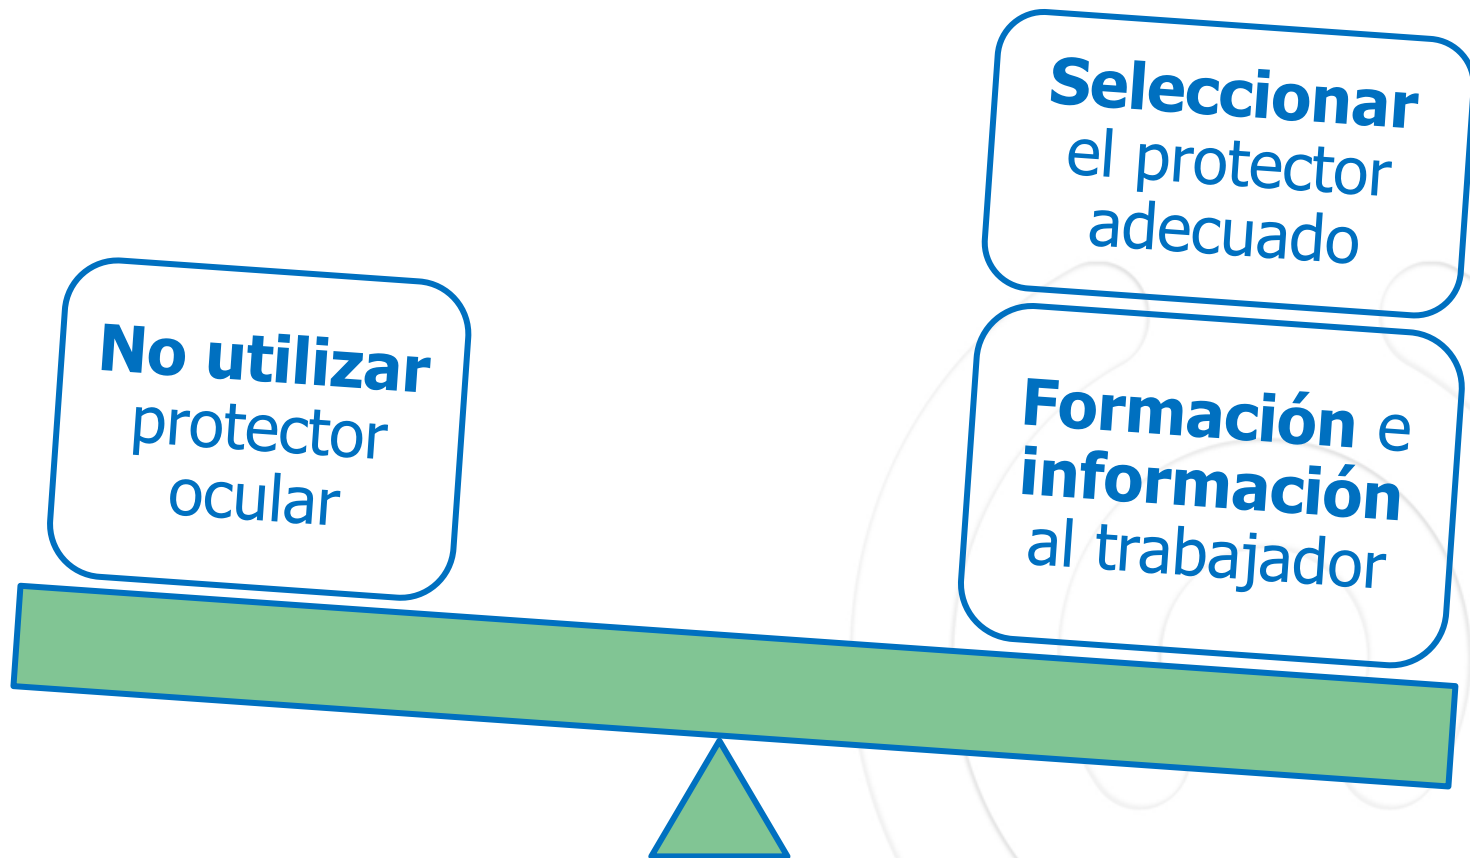 No utilizar
protector
ocular
Seleccionar
el protector
adecuado
Formación e
información
al trabajador